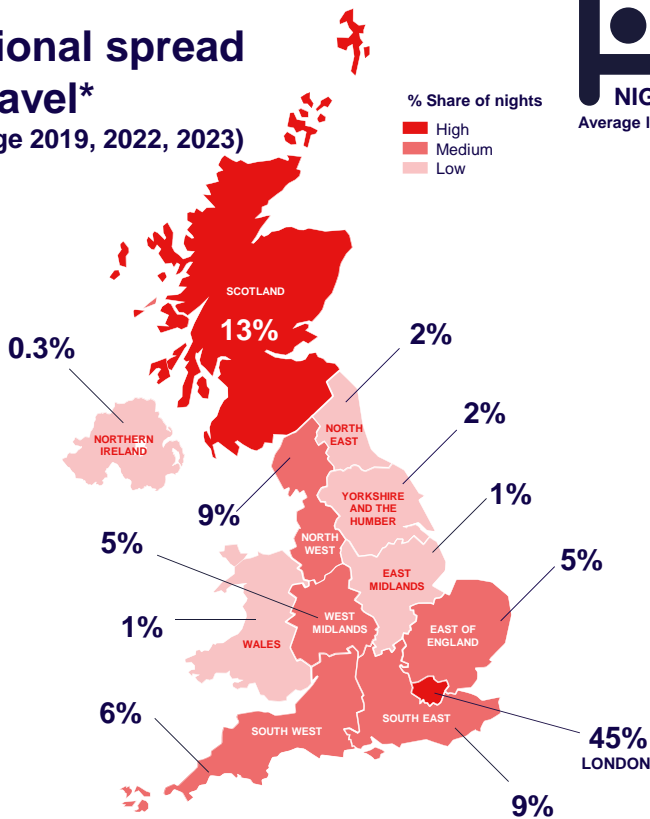 ional spread
avel*
ge 2019, 2022, 2023)
NIG
Average I
% Share of nights
High
Medium
Low
SCOTLAND
13%
0.3%
2%
NORTHERN
IRELAND
NORTH
EAST
2%
YORKSHIRE
AND THE
HUMBER
1%
9%
NORTH
WEST
5%
EAST
MIDLANDS
5%
WEST
MIDLANDS
1%
WALES
EAST OF
ENGLAND
6%
SOUTH WEST
SOUTH EAST
45%
LONDON
9%